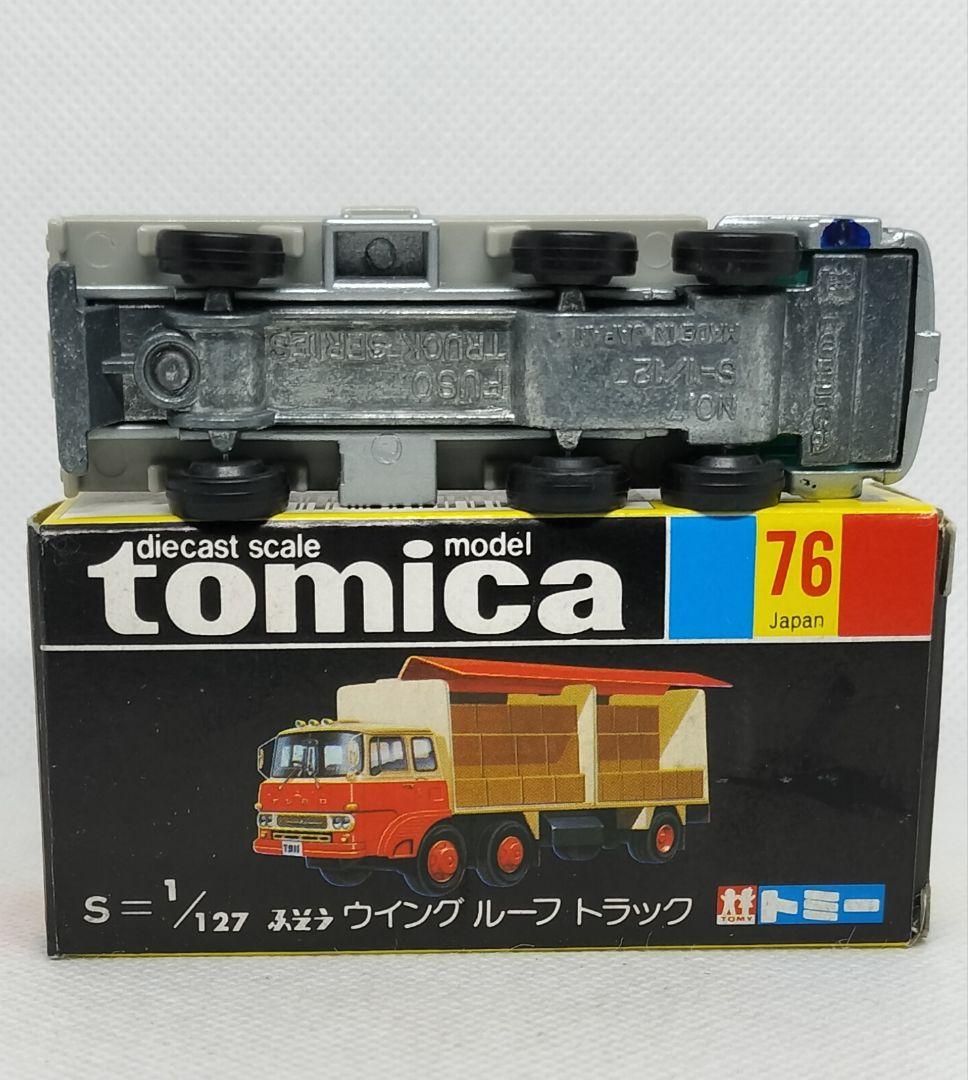 tomica
NO.7
S=1/127
MADE IN JAPAN
FUSO
TRUCK SERIES
diecast scale model
tomica
76
Japan
FUSO
T911
S=1/127 ふそう ウイング ルーフ トラック
TOMY
トミー